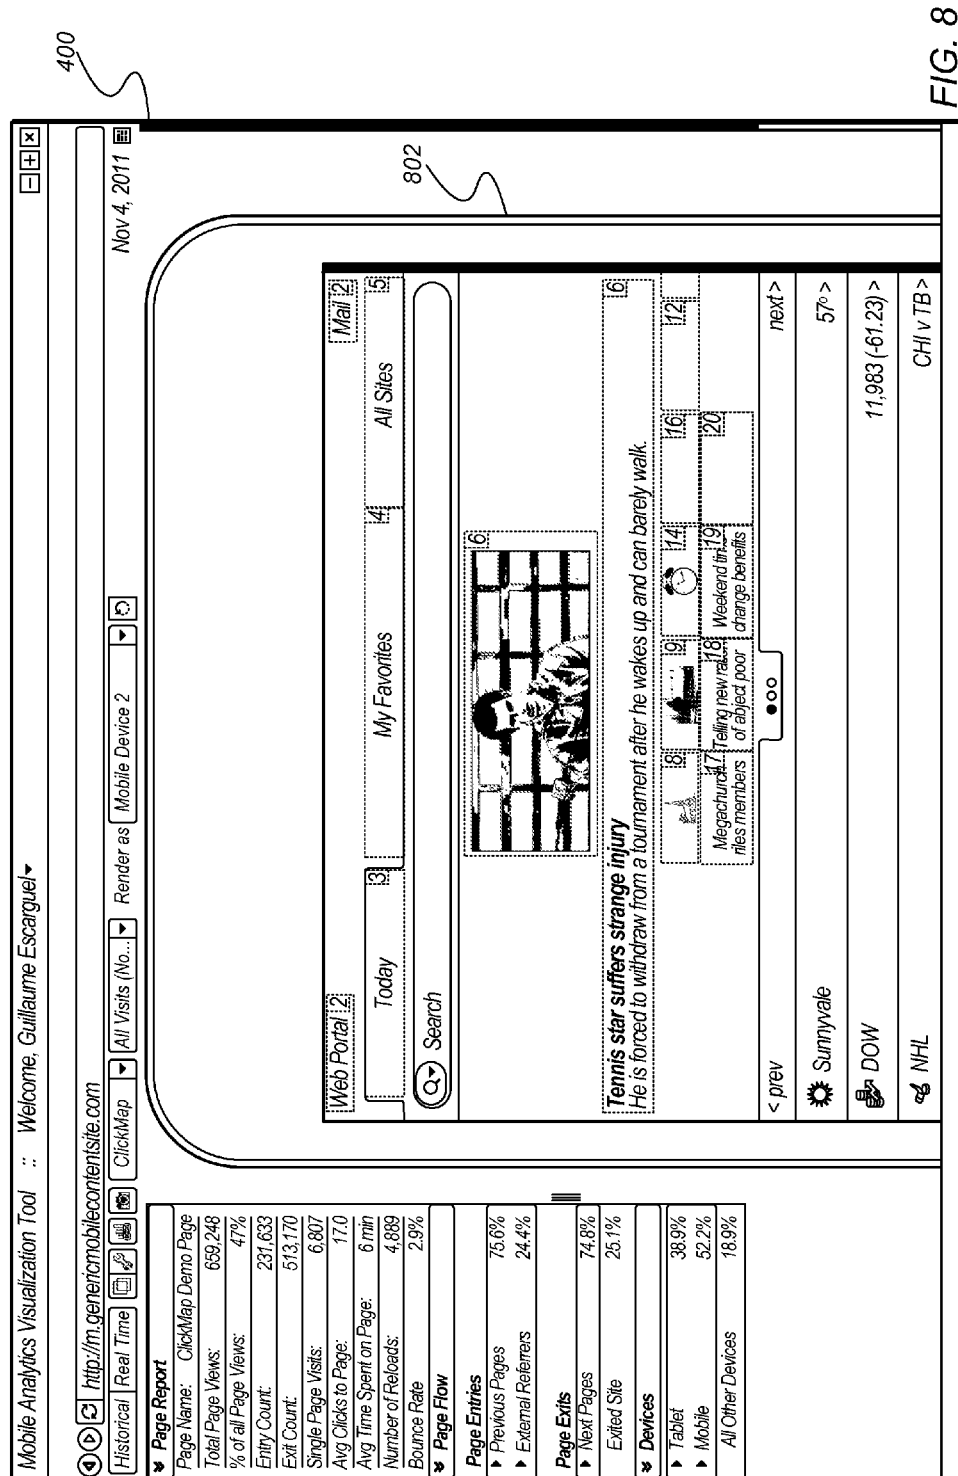 Mobile Analytics Visualization Tool :: Welcome, Guillaume Escarguel
http://m.genericmobilecontentsite.com
Historical Real Time ClickMap All Visits (No... Render as Mobile Device 2 Nov 4, 2011
Page Report
Page Name: ClickMap Demo Page
Total Page Views: 659,248
% of all Page Views: 47%
Entry Count: 231,633
Exit Count: 513,170
Single Page Visits: 6,807
Avg Clicks to Page: 17.0
Avg Time Spent on Page: 6 min
Number of Reloads: 4,889
Bounce Rate 2.9%
Page Flow
Page Entries
Previous Pages 75.6%
External Referrers 24.4%
Page Exits
Next Pages 74.8%
Exited Site 25.1%
Devices
Tablet 38.9%
Mobile 52.2%
All Other Devices 18.9%
Web Portal 2 Mail 2
Today 3 My Favorites 4 All Sites 5
Search
6
Tennis star suffers strange injury 6
He is forced to withdraw from a tournament after he wakes up and can barely walk.
8 9 14 16 12
17 18 19 20
Megachurch Telling new Weekend
riles members of abject poor change benefits
< prev next >
Sunnyvale 57° >
DOW 11,983 (-61.23) >
NHL CHI v TB >
400
802
FIG. 8